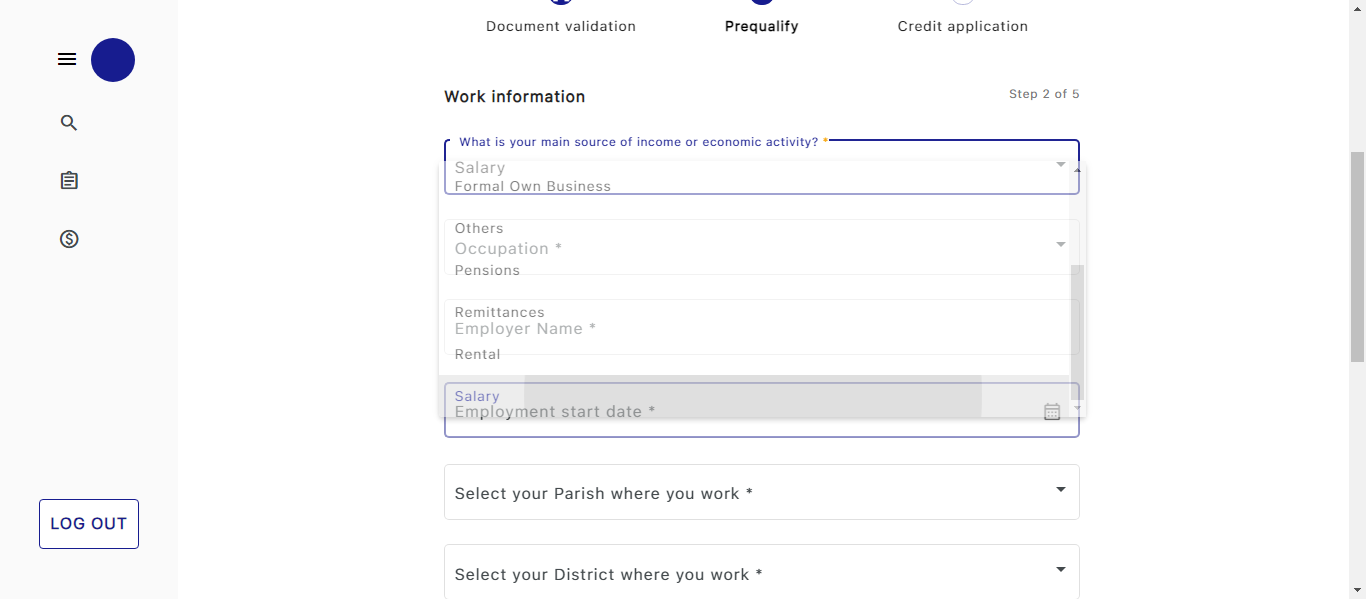 Document validation
Prequalify
Credit application
Work information
Step 2 of 5
What is your main source of income or economic activity? *
Salary
Formal Own Business
Others
Occupation *
Pensions
Remittances
Employer Name *
Rental
Salary
Employment start date *
Select your Parish where you work *
LOG OUT
Select your District where you work *